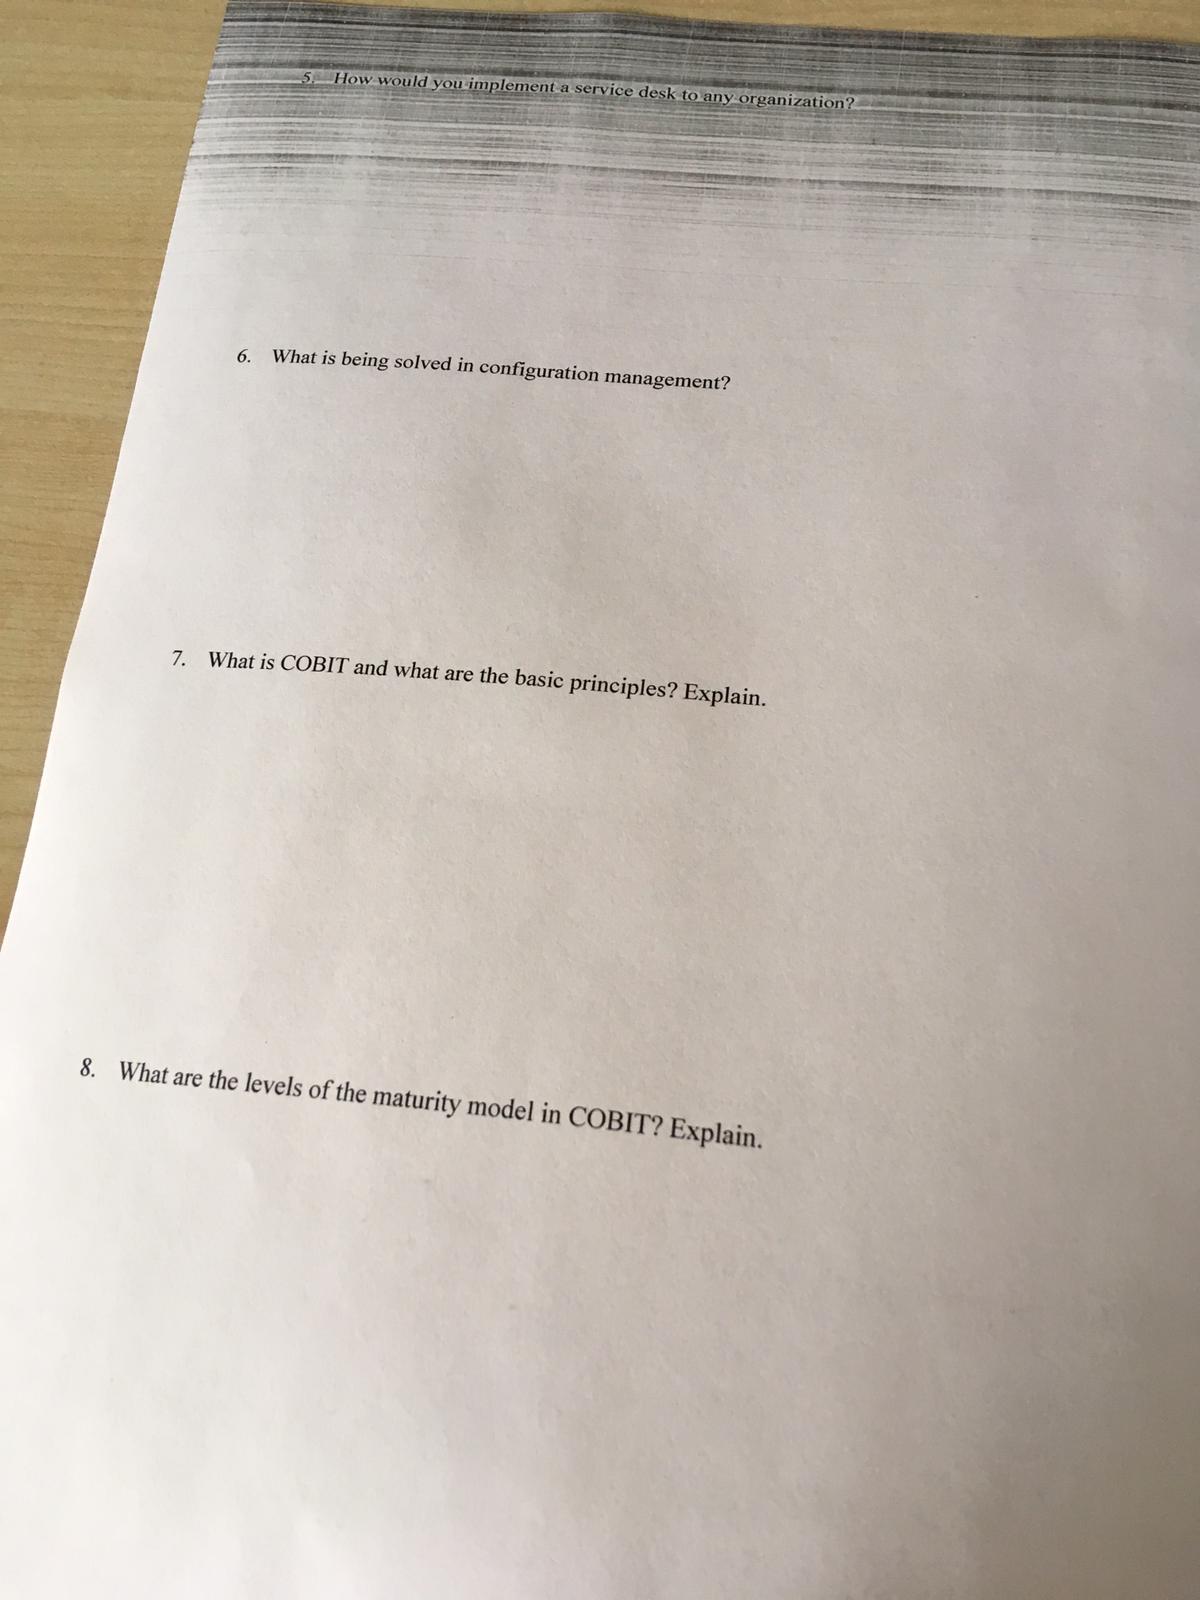 5. How would you implement a service desk to any organization?
6. What is being solved in configuration management?
7. What is COBIT and what are the basic principles? Explain.
8. What are the levels of the maturity model in COBIT? Explain.